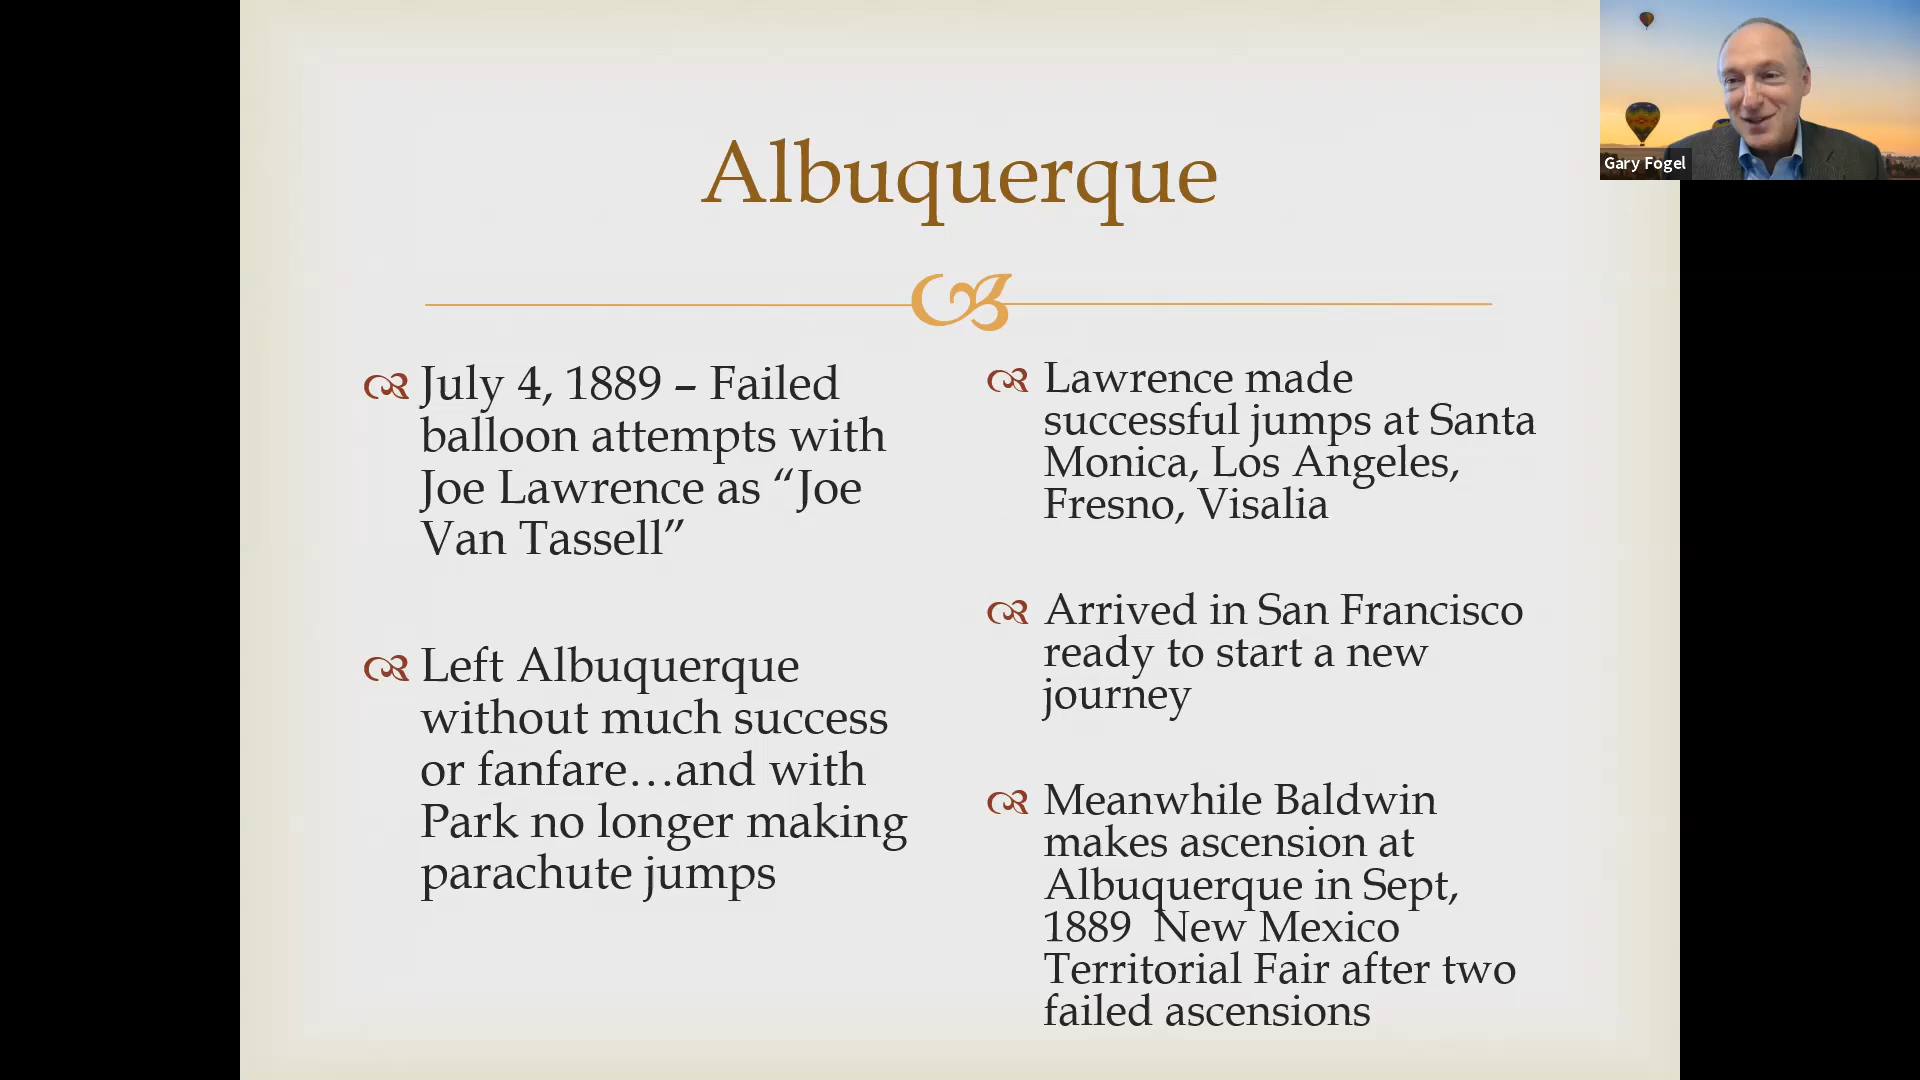 Albuquerque
July 4, 1889 – Failed
balloon attempts with
Joe Lawrence as “Joe
Van Tassell”
Left Albuquerque
without much success
or fanfare…and with
Park no longer making
parachute jumps
Lawrence made
successful jumps at Santa
Monica, Los Angeles,
Fresno, Visalia
Arrived in San Francisco
ready to start a new
journey
Meanwhile Baldwin
makes ascension at
Albuquerque in Sept,
1889  New Mexico
Territorial Fair after two
failed ascensions
Gary Fogel